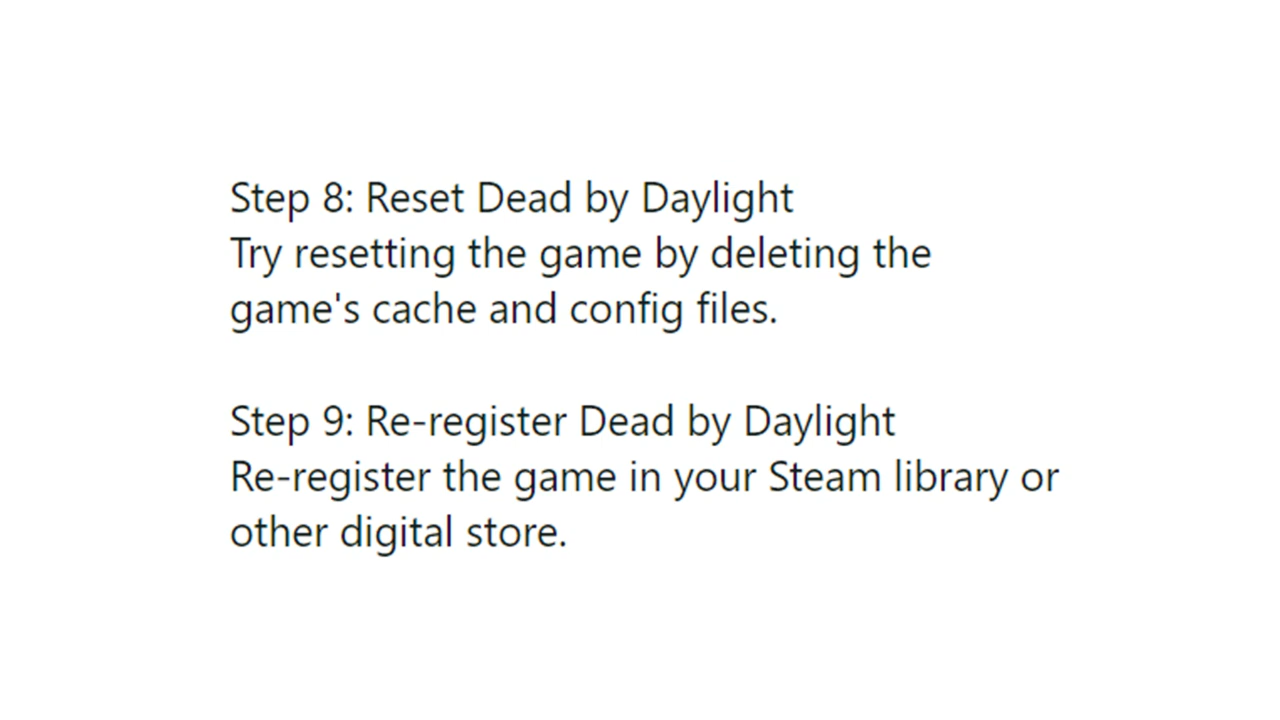 Step 8: Reset Dead by Daylight
Try resetting the game by deleting the
game's cache and config files.
Step 9: Re-register Dead by Daylight
Re-register the game in your Steam library or
other digital store.